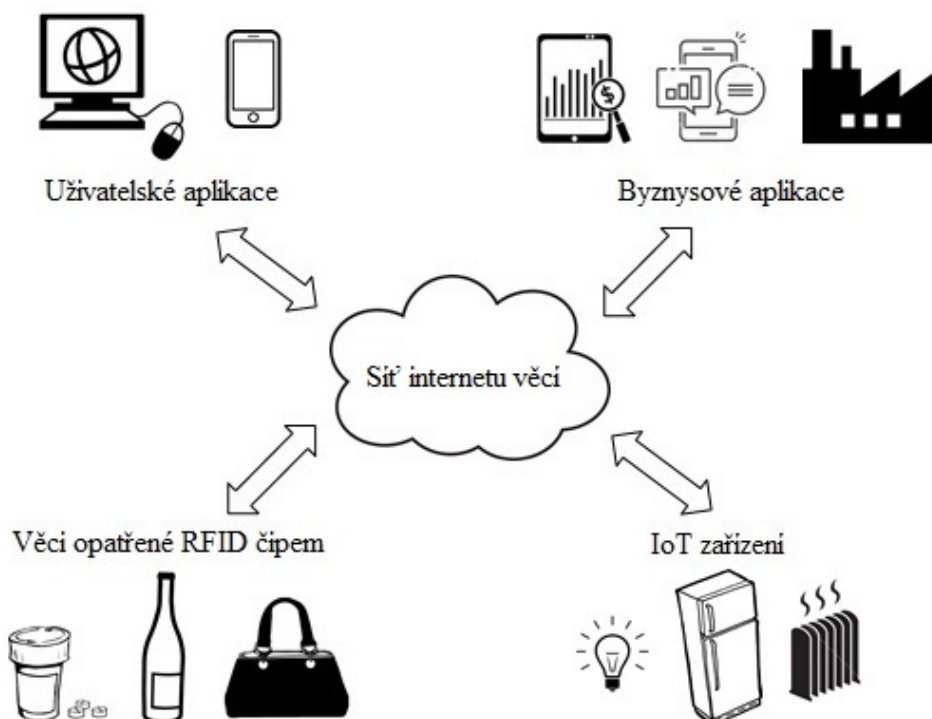 Uživatelské aplikace
Byznysové aplikace
$
Síť internetu věcí
Věci opatřené RFID čipem
IoT zařízení